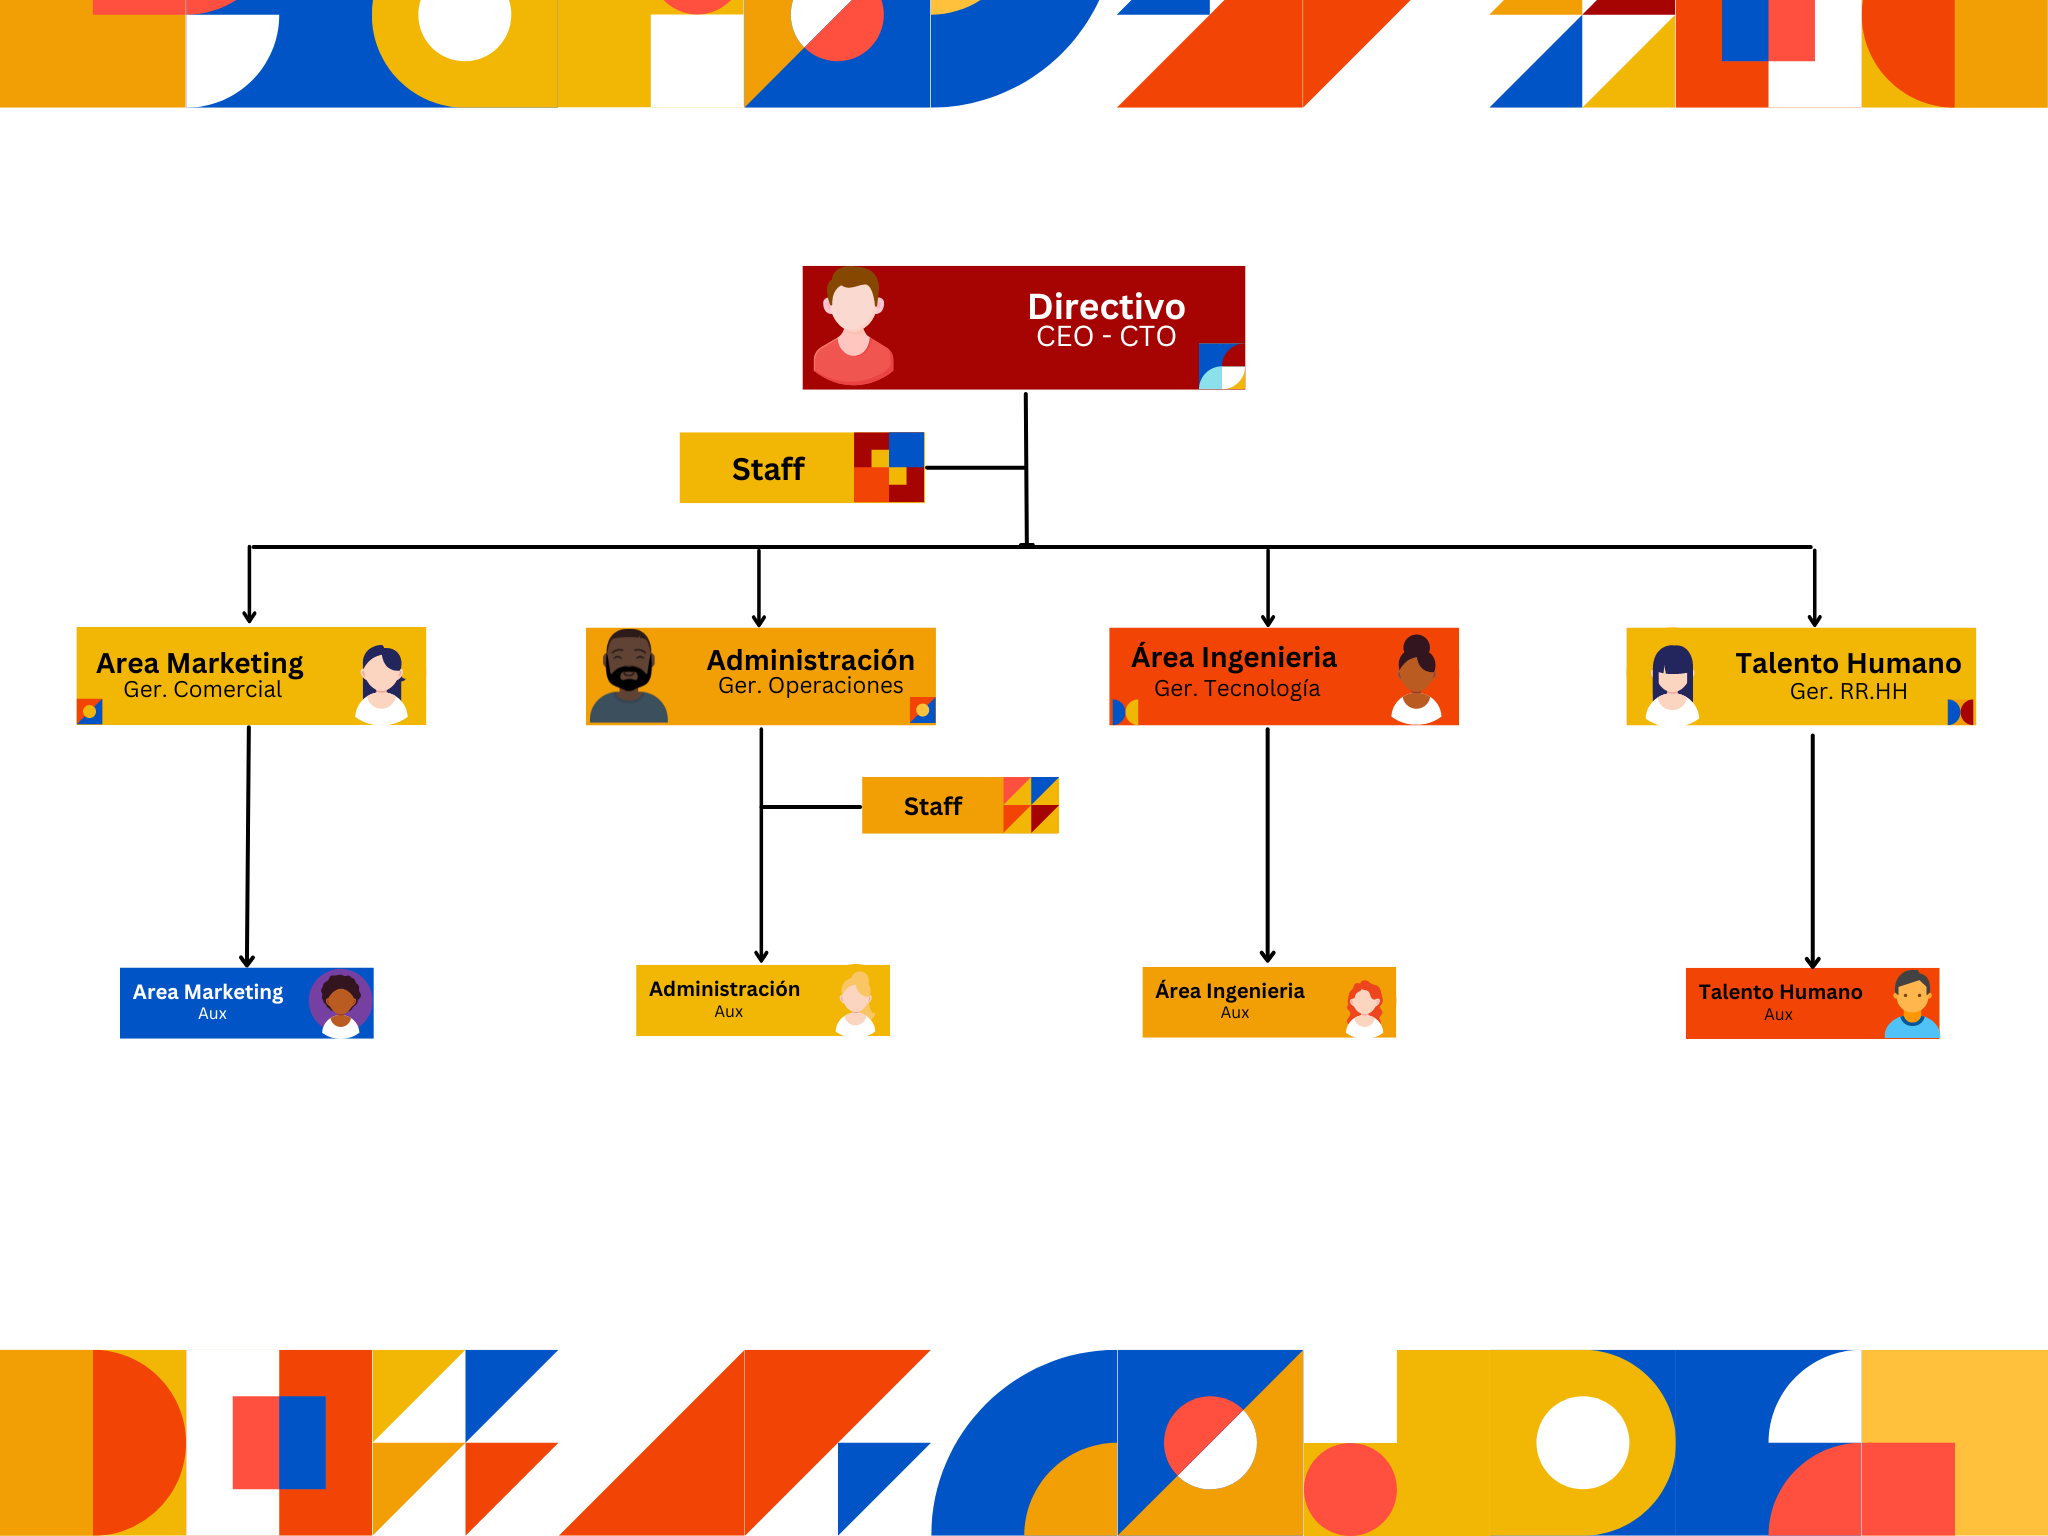 Directivo
CEO - CTO
Staff
Area Marketing
Ger. Comercial
Administración
Ger. Operaciones
Área Ingenieria
Ger. Tecnología
Talento Humano
Ger. RR.HH
Staff
Area Marketing
Aux
Administración
Aux
Área Ingenieria
Aux
Talento Humano
Aux